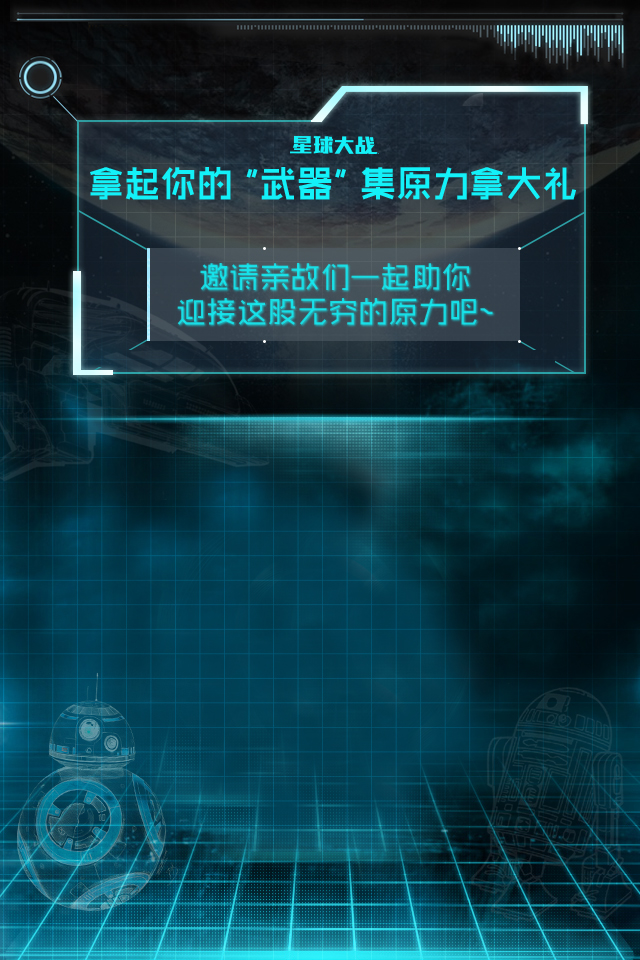 星球大战
拿起你的“武器”集原力拿大礼
邀请亲故们一起助你
迎接这股无穷的原力吧~